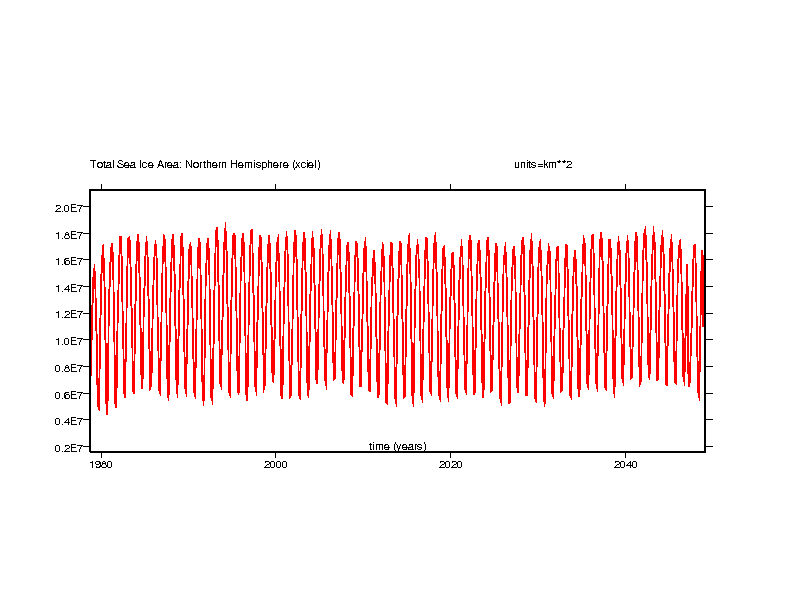 Total Sea Ice Area: Northern Hemisphere (xciel) units=km**2
2.0E7
1.8E7
1.6E7
1.4E7
1.2E7
1.0E7
0.8E7
0.6E7
0.4E7
0.2E7
time (years)
1980 2000 2020 2040